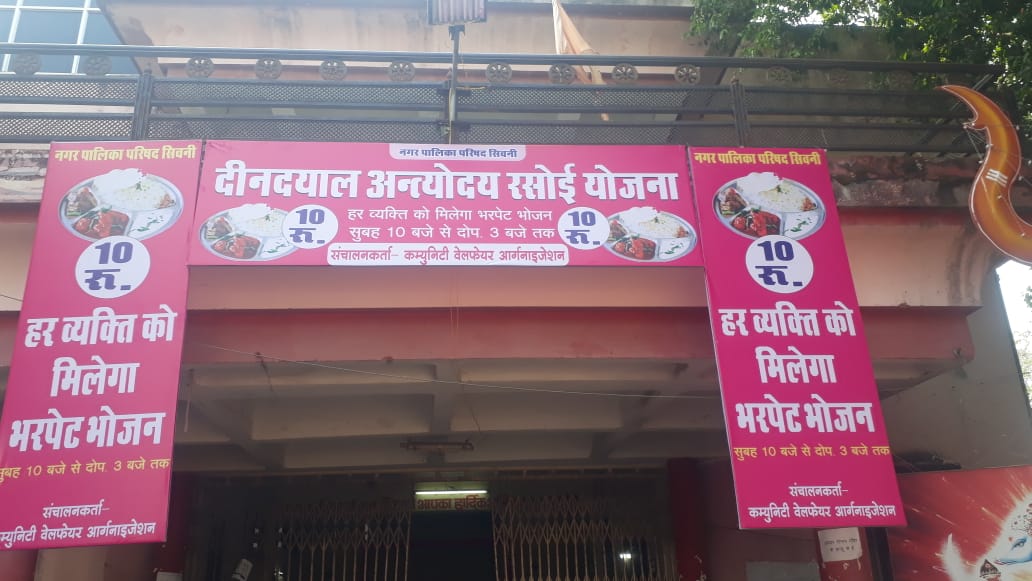 नगर पालिका परिषद सिवनी
10
रू.
हर व्यक्ति को
मिलेगा
भरपेट भोजन
सुबह 10 बजे से दोप. 3 बजे तक
संचालनकर्ता–
कम्युनिटी वेलफेयर आर्गनाइजेशन
नगर पालिका परिषद सिवनी
दीनदयाल अन्त्योदय रसोई योजना
10
रू.
हर व्यक्ति को मिलेगा भरपेट भोजन
सुबह 10 बजे से दोप. 3 बजे तक
10
रू.
संचालनकर्ता– कम्युनिटी वेलफेयर आर्गनाइजेशन
नगर पालिका परिषद सिवनी
10
रू.
हर व्यक्ति को
मिलेगा
भरपेट भोजन
सुबह 10 बजे से दोप. 3 बजे तक
संचालनकर्ता–
कम्युनिटी वेलफेयर आर्गनाइजेशन
आपका हार्दिक